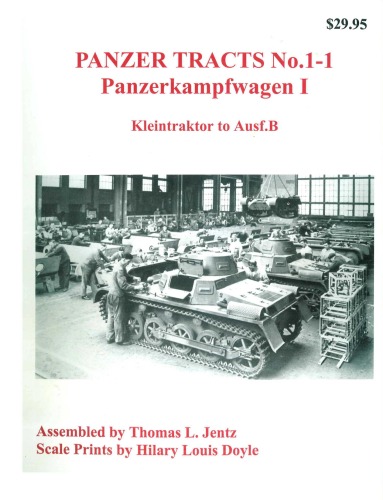 $29.95
PANZER TRACTS No.1-1
Panzerkampfwagen I
Kleintraktor to Ausf.B
Assembled by Thomas L. Jentz
Scale Prints by Hilary Louis Doyle